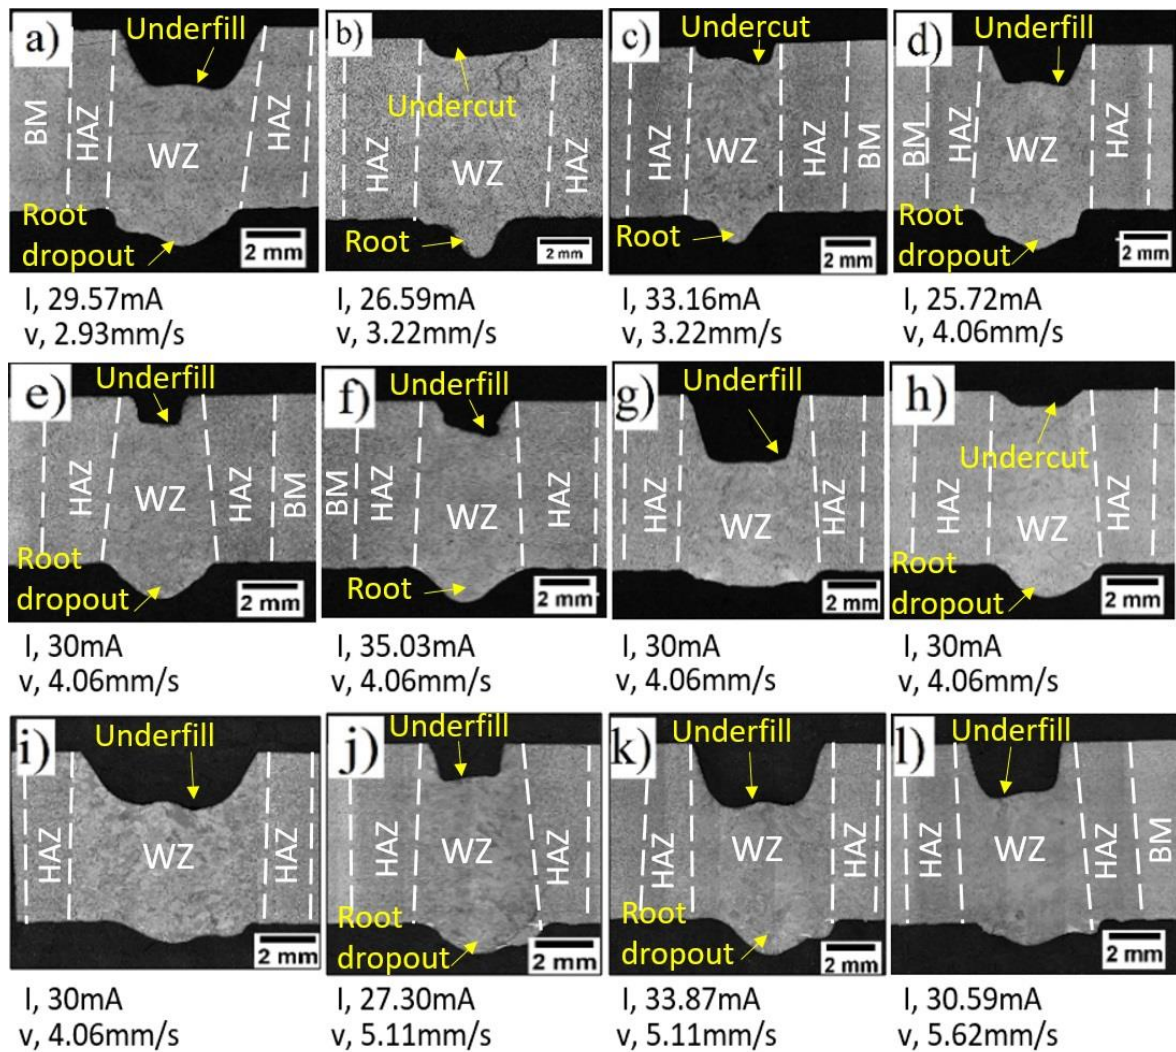 a)
Underfill
BM
HAZ
WZ
HAZ
Root
dropout
2 mm
I, 29.57mA
v, 2.93mm/s
b)
Undercut
HAZ
WZ
HAZ
Root
2 mm
I, 26.59mA
v, 3.22mm/s
c)
Undercut
HAZ
WZ
HAZ
BM
Root
2 mm
I, 33.16mA
v, 3.22mm/s
d)
Underfill
BM
HAZ
WZ
HAZ
Root
dropout
2 mm
I, 25.72mA
v, 4.06mm/s
e)
Underfill
HAZ
WZ
HAZ
BM
Root
dropout
2 mm
I, 30mA
v, 4.06mm/s
f)
Underfill
BM
HAZ
WZ
HAZ
Root
2 mm
I, 35.03mA
v, 4.06mm/s
g)
Underfill
HAZ
WZ
HAZ
2 mm
I, 30mA
v, 4.06mm/s
h)
Undercut
HAZ
WZ
HAZ
Root
dropout
2 mm
I, 30mA
v, 4.06mm/s
i)
Underfill
HAZ
WZ
HAZ
2 mm
I, 30mA
v, 4.06mm/s
j)
Underfill
HAZ
WZ
HAZ
Root
dropout
2 mm
I, 27.30mA
v, 5.11mm/s
k)
Underfill
HAZ
WZ
HAZ
Root
dropout
2 mm
I, 33.87mA
v, 5.11mm/s
l)
Underfill
HAZ
WZ
HAZ
BM
2 mm
I, 30.59mA
v, 5.62mm/s